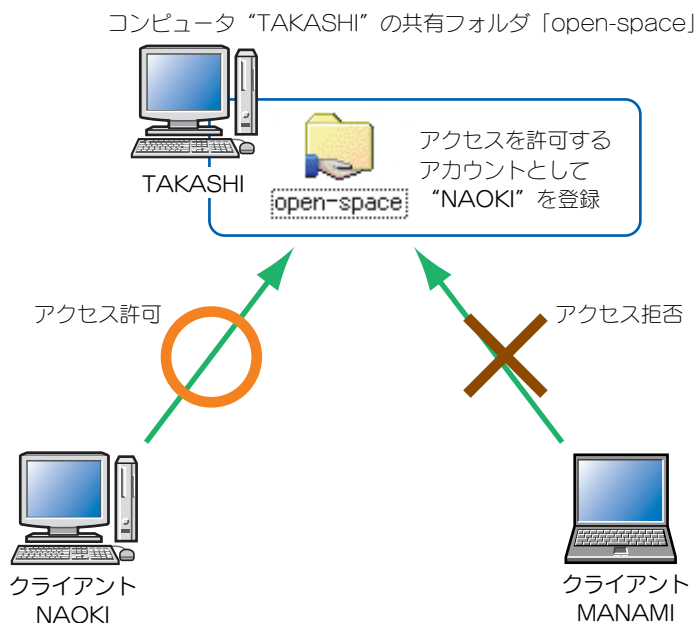 コンピュータ“TAKASHI”の共有フォルダ「open-space」
アクセスを許可する
アカウントとして
“NAOKI”を登録
TAKASHI
open-space
アクセス許可
アクセス拒否
クライアント
NAOKI
クライアント
MANAMI